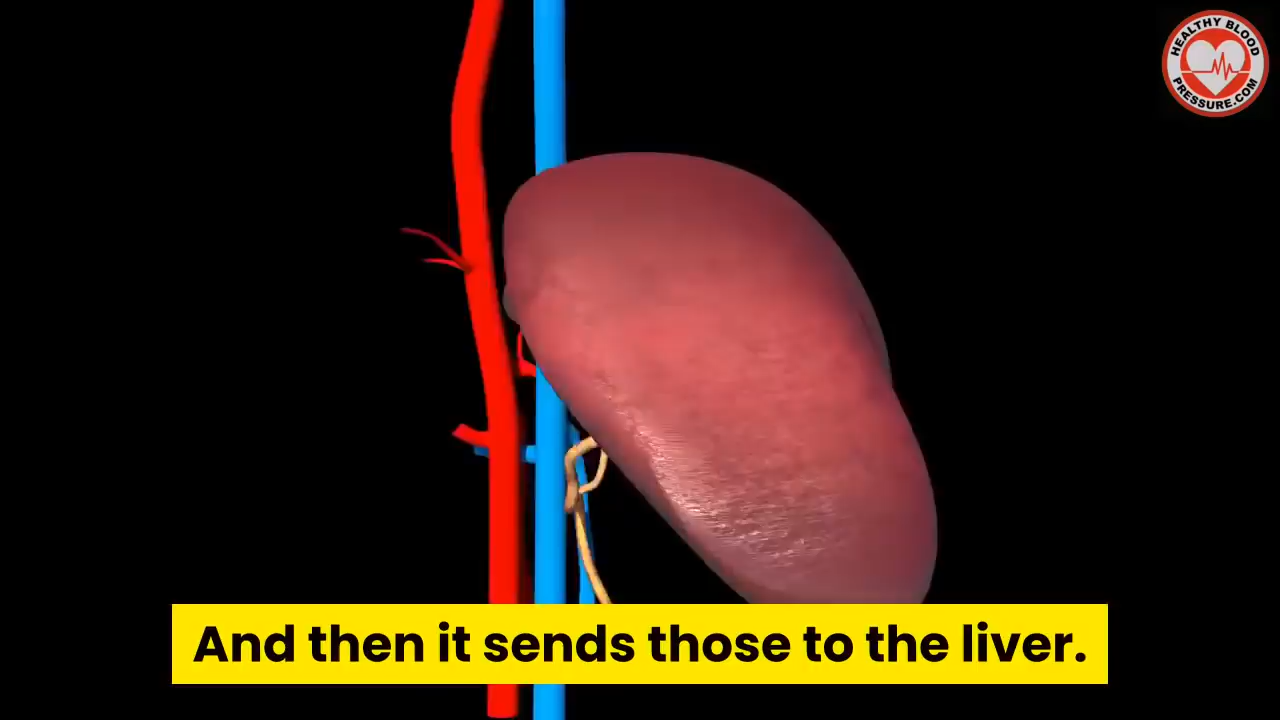 HEALTHY BLOOD
PRESSURE.COM
And then it sends those to the liver.